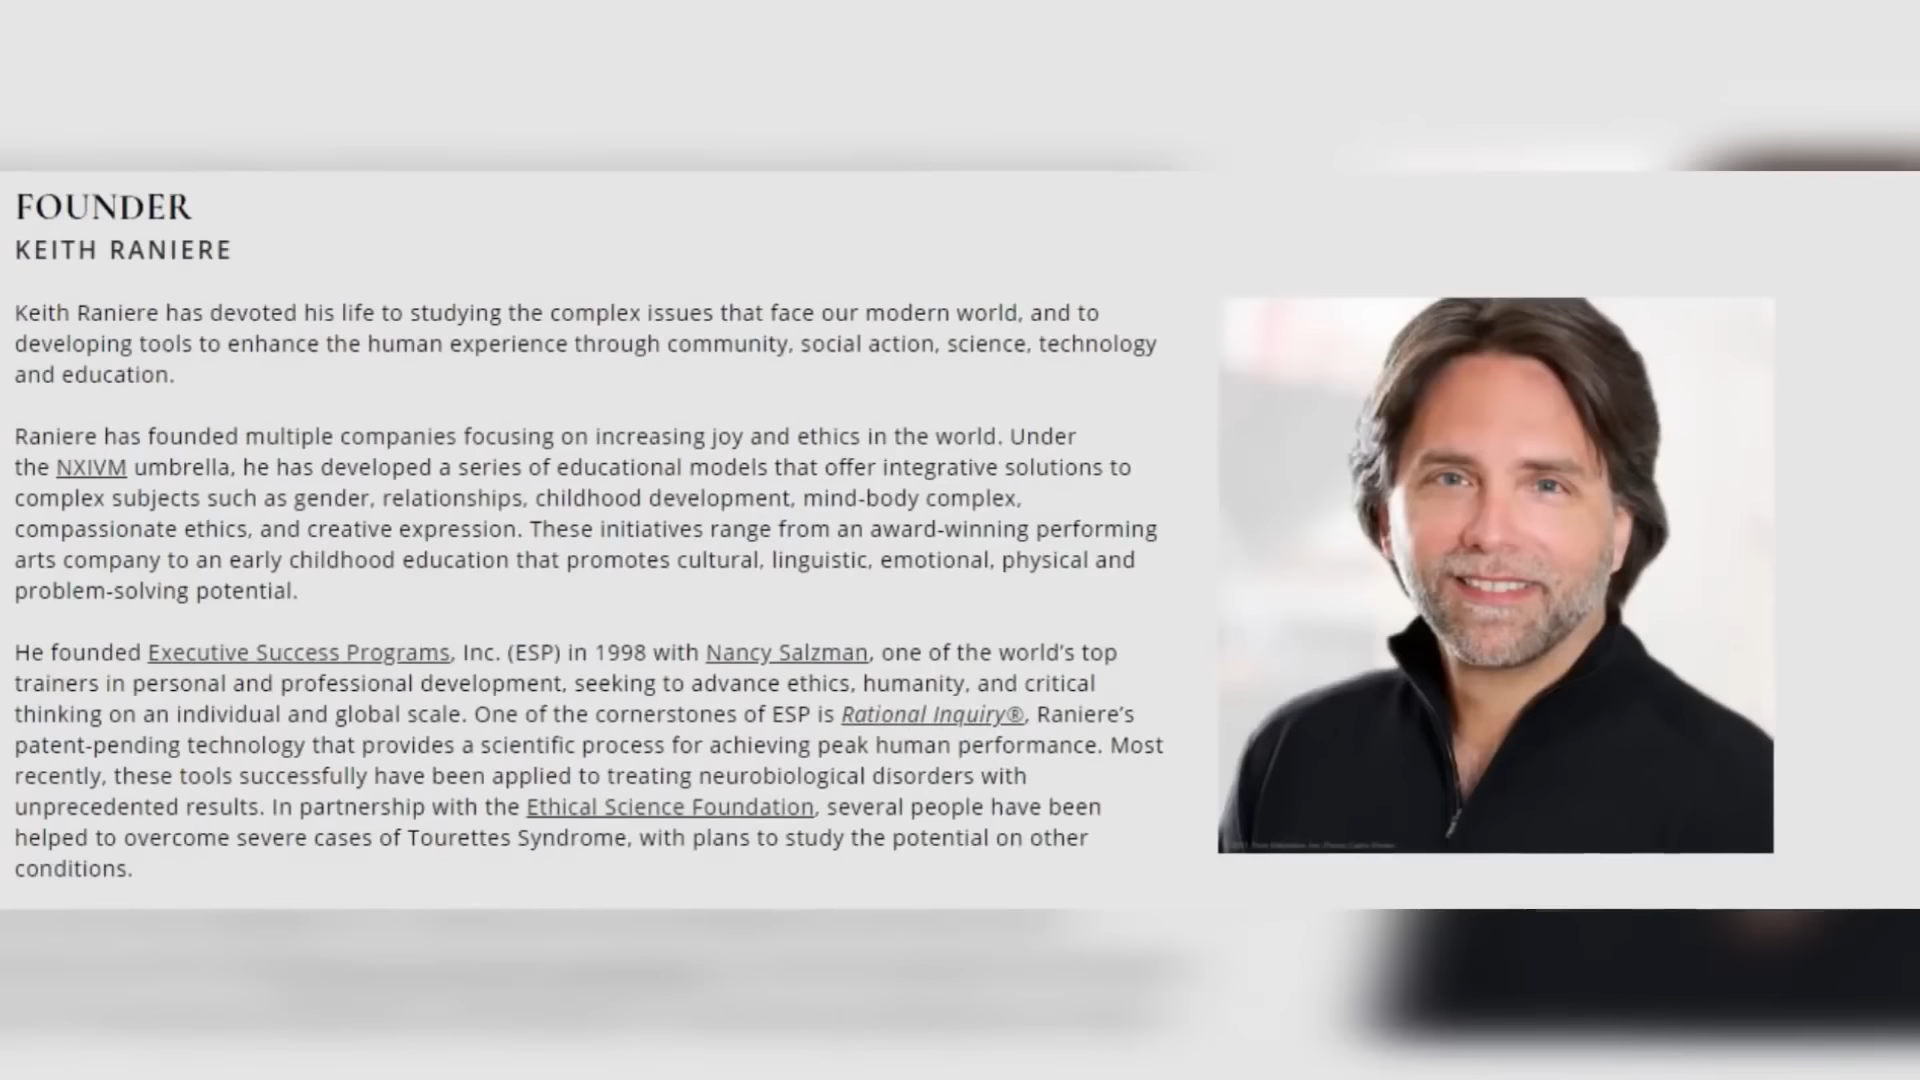 FOUNDER
KEITH RANIERE
Keith Raniere has devoted his life to studying the complex issues that face our modern world, and to
developing tools to enhance the human experience through community, social action, science, technology
and education.
Raniere has founded multiple companies focusing on increasing joy and ethics in the world. Under
the NXIVM umbrella, he has developed a series of educational models that offer integrative solutions to
complex subjects such as gender, relationships, childhood development, mind-body complex,
compassionate ethics, and creative expression. These initiatives range from an award-winning performing
arts company to an early childhood education that promotes cultural, linguistic, emotional, physical and
problem-solving potential.
He founded Executive Success Programs, Inc. (ESP) in 1998 with Nancy Salzman, one of the world's top
trainers in personal and professional development, seeking to advance ethics, humanity, and critical
thinking on an individual and global scale. One of the cornerstones of ESP is Rational Inquiry®, Raniere's
patent-pending technology that provides a scientific process for achieving peak human performance. Most
recently, these tools successfully have been applied to treating neurobiological disorders with
unprecedented results. In partnership with the Ethical Science Foundation, several people have been
helped to overcome severe cases of Tourettes Syndrome, with plans to study the potential on other
conditions.